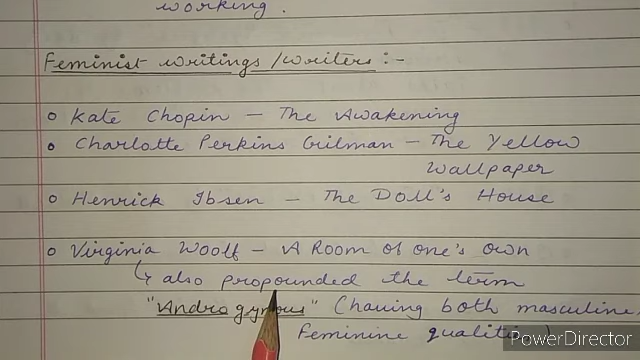 working.
Feminist writings/writers:-
Kate Chopin – The Awakening
Charlotte Perkins Gilman – The Yellow
Wallpaper
Henrick Ibsen – The Doll's House
Virginia Woolf – A Room of one's own
↳ also propounded the term
"Androgynous" (having both masculine,
Feminine qualities)
PowerDirector